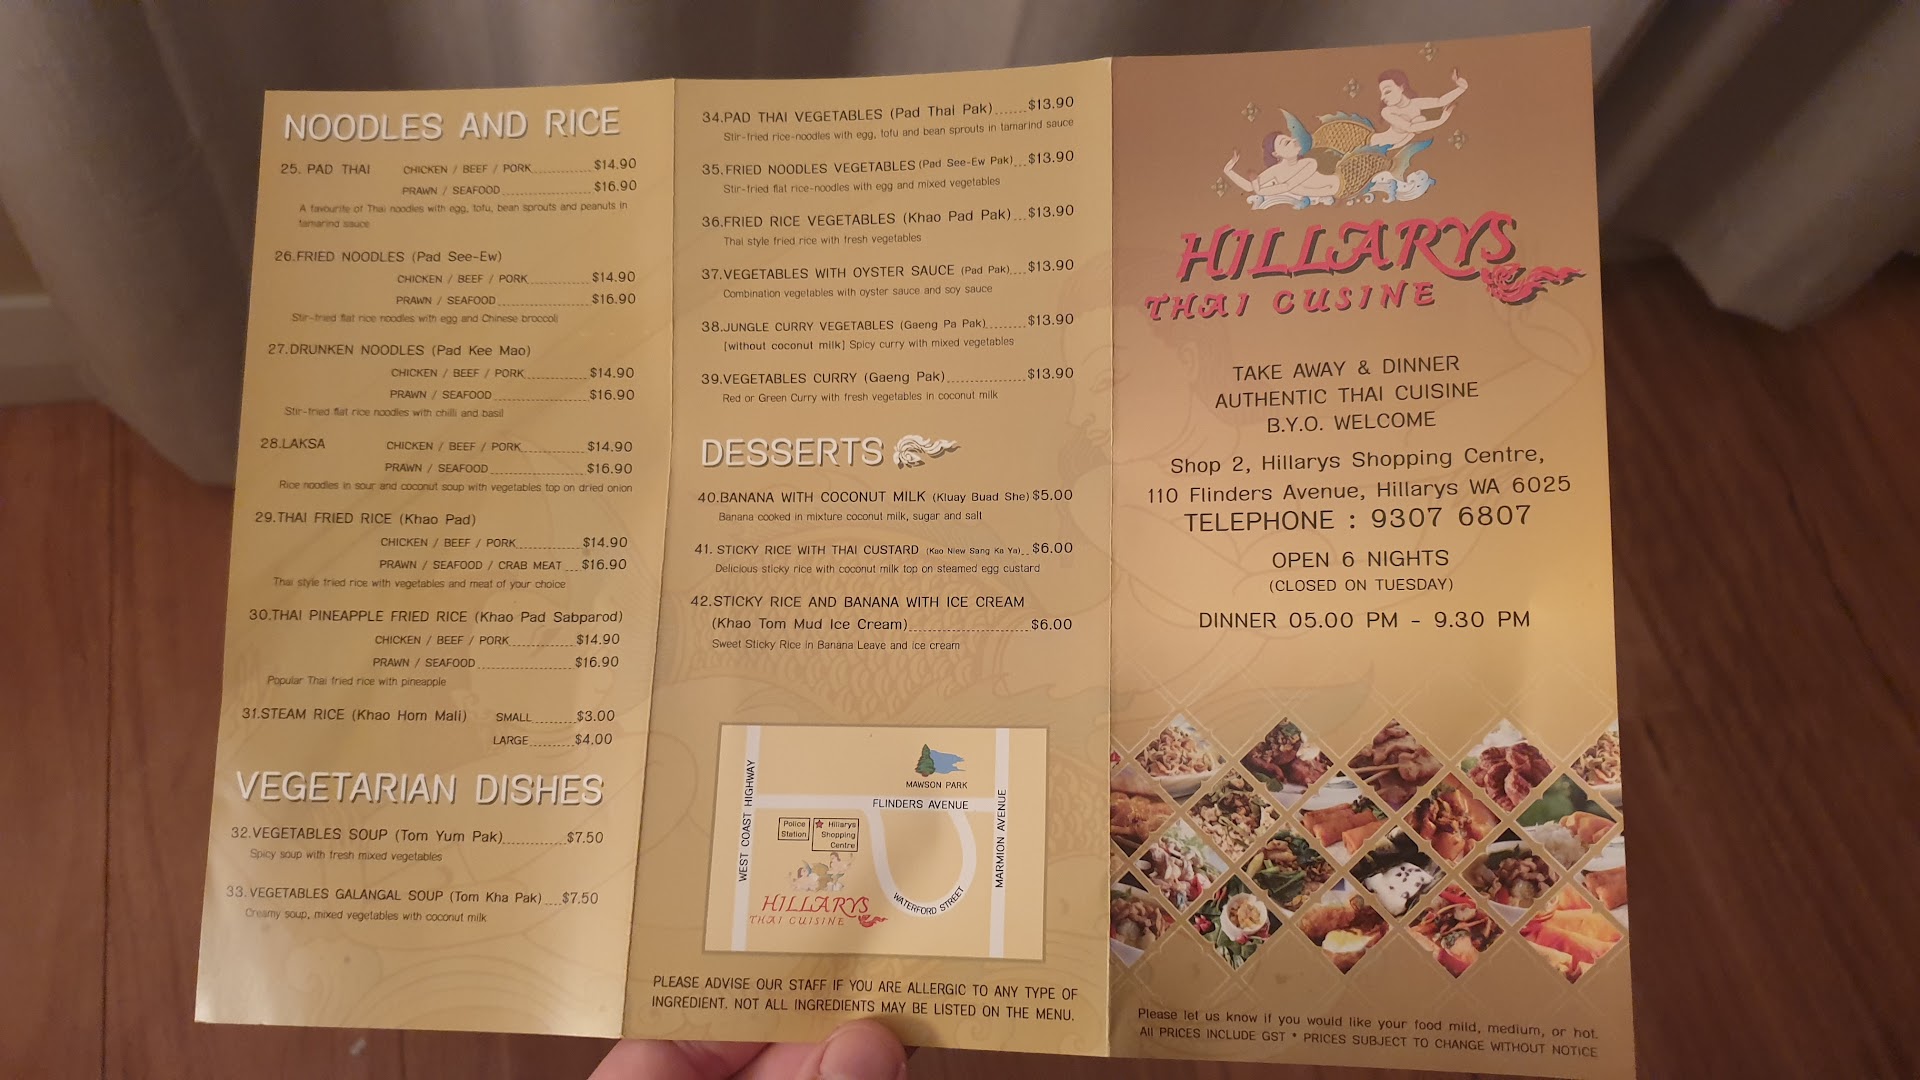 NOODLES AND RICE
25. PAD THAI CHICKEN / BEEF / PORK $14.90
PRAWN / SEAFOOD $16.90
A favourite of Thai noodles with egg, tofu, bean sprouts and peanuts in
tamarind sauce
26.FRIED NOODLES (Pad See-Ew)
CHICKEN / BEEF / PORK $14.90
PRAWN / SEAFOOD $16.90
Stir-fried flat rice noodles with egg and Chinese broccoli
27.DRUNKEN NOODLES (Pad Kee Mao)
CHICKEN / BEEF / PORK $14.90
PRAWN / SEAFOOD $16.90
Stir-fried flat rice noodles with chilli and basil
28.LAKSA CHICKEN / BEEF / PORK $14.90
PRAWN / SEAFOOD $16.90
Rice noodles in sour and coconut soup with vegetables top on dried onion
29.THAI FRIED RICE (Khao Pad)
CHICKEN / BEEF / PORK $14.90
PRAWN / SEAFOOD / CRAB MEAT $16.90
Thai style fried rice with vegetables and meat of your choice
30.THAI PINEAPPLE FRIED RICE (Khao Pad Sabparod)
CHICKEN / BEEF / PORK $14.90
PRAWN / SEAFOOD $16.90
Popular Thai fried rice with pineapple
31.STEAM RICE (Khao Hom Mali) SMALL $3.00
LARGE $4.00
VEGETARIAN DISHES
32.VEGETABLES SOUP (Tom Yum Pak) $7.50
Spicy soup with fresh mixed vegetables
33.VEGETABLES GALANGAL SOUP (Tom Kha Pak) $7.50
Creamy soup, mixed vegetables with coconut milk
34.PAD THAI VEGETABLES (Pad Thai Pak) $13.90
Stir-fried rice-noodles with egg, tofu and bean sprouts in tamarind sauce
35.FRIED NOODLES VEGETABLES (Pad See-Ew Pak) $13.90
Stir-fried flat rice-noodles with egg and mixed vegetables
36.FRIED RICE VEGETABLES (Khao Pad Pak) $13.90
Thai style fried rice with fresh vegetables
37.VEGETABLES WITH OYSTER SAUCE (Pad Pak) $13.90
Combination vegetables with oyster sauce and soy sauce
38.JUNGLE CURRY VEGETABLES (Gaeng Pa Pak) $13.90
[without coconut milk] Spicy curry with mixed vegetables
39.VEGETABLES CURRY (Gaeng Pak) $13.90
Red or Green Curry with fresh vegetables in coconut milk
DESSERTS
40.BANANA WITH COCONUT MILK (Kluay Buad She) $5.00
Banana cooked in mixture coconut milk, sugar and salt
41. STICKY RICE WITH THAI CUSTARD (Kao Niew Sang Ka Ya) $6.00
Delicious sticky rice with coconut milk top on steamed egg custard
42.STICKY RICE AND BANANA WITH ICE CREAM
(Khao Tom Mud Ice Cream) $6.00
Sweet Sticky Rice in Banana Leave and ice cream
WEST COAST HIGHWAY
MAWSON PARK
FLINDERS AVENUE
MARMION AVENUE
Police
Station
Hillarys
Shopping
Centre
WATERFORD STREET
HILLARYS
THAI CUISINE
PLEASE ADVISE OUR STAFF IF YOU ARE ALLERGIC TO ANY TYPE OF
INGREDIENT. NOT ALL INGREDIENTS MAY BE LISTED ON THE MENU.
HILLARYS
THAI CUSINE
TAKE AWAY & DINNER
AUTHENTIC THAI CUISINE
B.Y.O. WELCOME
Shop 2, Hillarys Shopping Centre,
110 Flinders Avenue, Hillarys WA 6025
TELEPHONE : 9307 6807
OPEN 6 NIGHTS
(CLOSED ON TUESDAY)
DINNER 05.00 PM - 9.30 PM
Please let us know if you would like your food mild, medium, or hot.
All PRICES INCLUDE GST * PRICES SUBJECT TO CHANGE WITHOUT NOTICE